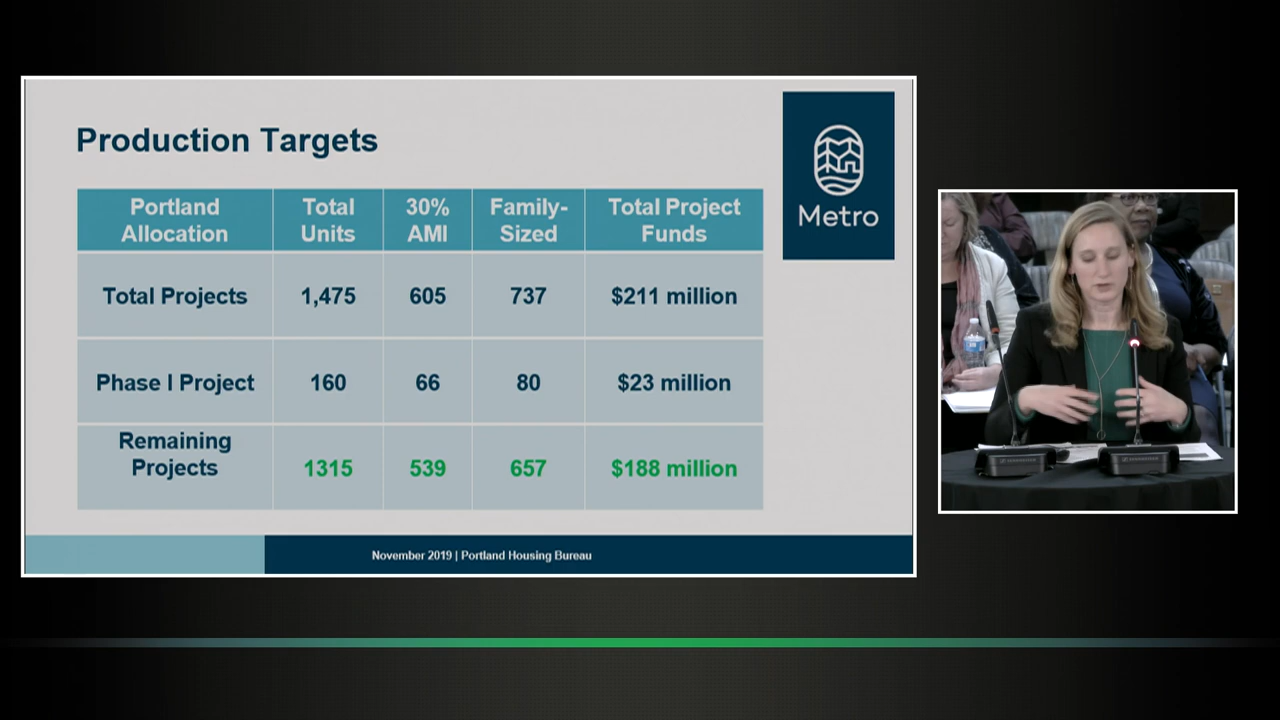 Production Targets
Metro
Portland Allocation
Total Units
30% AMI
Family-Sized
Total Project Funds
Total Projects
1,475
605
737
$211 million
Phase I Project
160
66
80
$23 million
Remaining Projects
1315
539
657
$188 million
November 2019 | Portland Housing Bureau